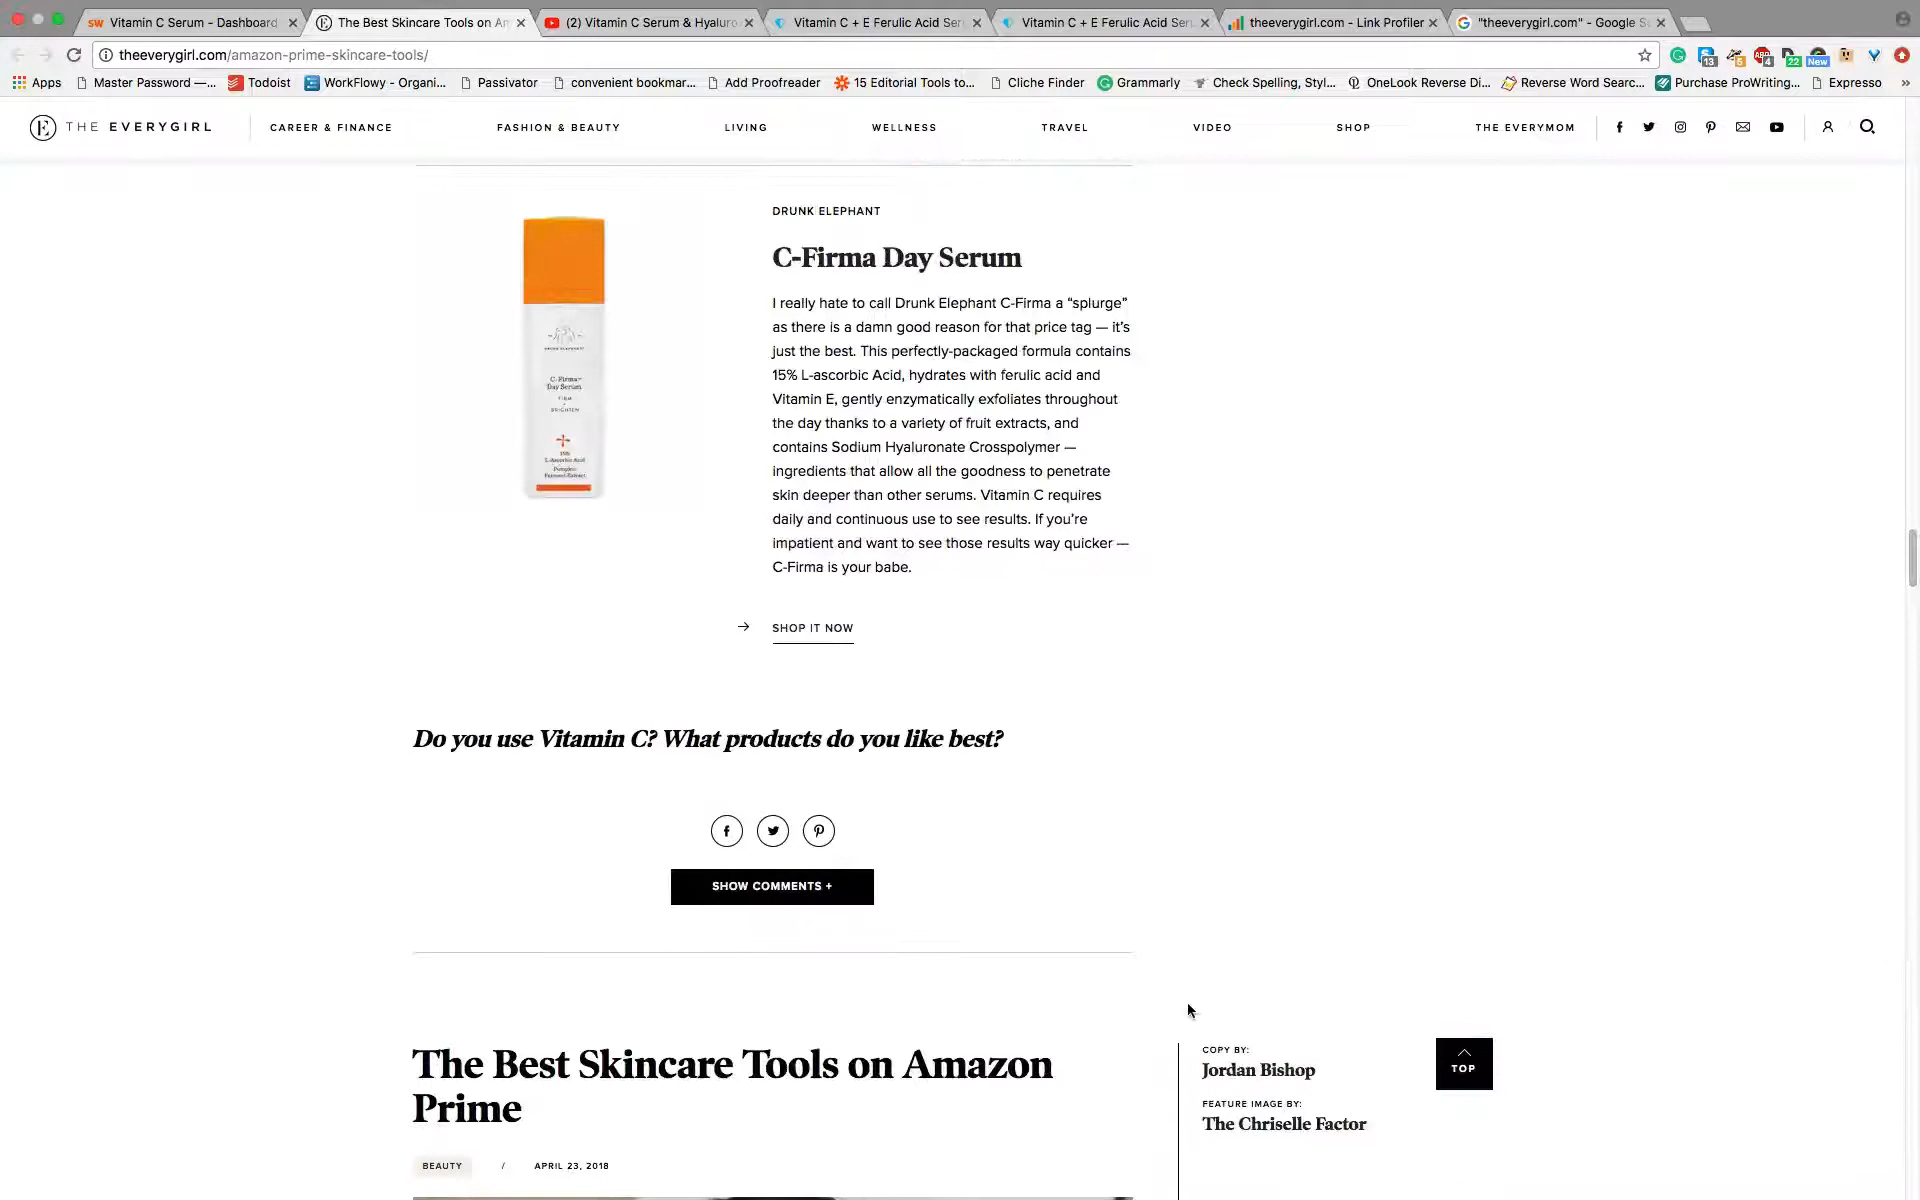 Vitamin C Serum - Dashboard
The Best Skincare Tools on Am
(2) Vitamin C Serum & Hyaluro
Vitamin C + E Ferulic Acid Ser
Vitamin C + E Ferulic Acid Ser
theeverygirl.com - Link Profiler
"theeverygirl.com" - Google S
theeverygirl.com/amazon-prime-skincare-tools/
Apps
Master Password —...
Todoist
WorkFlowy - Organi...
Passivator
convenient bookmar...
Add Proofreader
15 Editorial Tools to...
Cliche Finder
Grammarly
Check Spelling, Styl...
OneLook Reverse Di...
Reverse Word Searc...
Purchase ProWriting...
Expresso
THE EVERYGIRL
CAREER & FINANCE
FASHION & BEAUTY
LIVING
WELLNESS
TRAVEL
VIDEO
SHOP
THE EVERYMOM
DRUNK ELEPHANT
C-Firma Day Serum
I really hate to call Drunk Elephant C-Firma a “splurge”
as there is a damn good reason for that price tag — it’s
just the best. This perfectly-packaged formula contains
15% L-ascorbic Acid, hydrates with ferulic acid and
Vitamin E, gently enzymatically exfoliates throughout
the day thanks to a variety of fruit extracts, and
contains Sodium Hyaluronate Crosspolymer —
ingredients that allow all the goodness to penetrate
skin deeper than other serums. Vitamin C requires
daily and continuous use to see results. If you’re
impatient and want to see those results way quicker —
C-Firma is your babe.
C-Firma™
Day Serum
FIRM
BRIGHTEN
SHOP IT NOW
Do you use Vitamin C? What products do you like best?
SHOW COMMENTS +
The Best Skincare Tools on Amazon
Prime
BEAUTY / APRIL 23, 2018
COPY BY:
Jordan Bishop
FEATURE IMAGE BY:
The Chriselle Factor
TOP